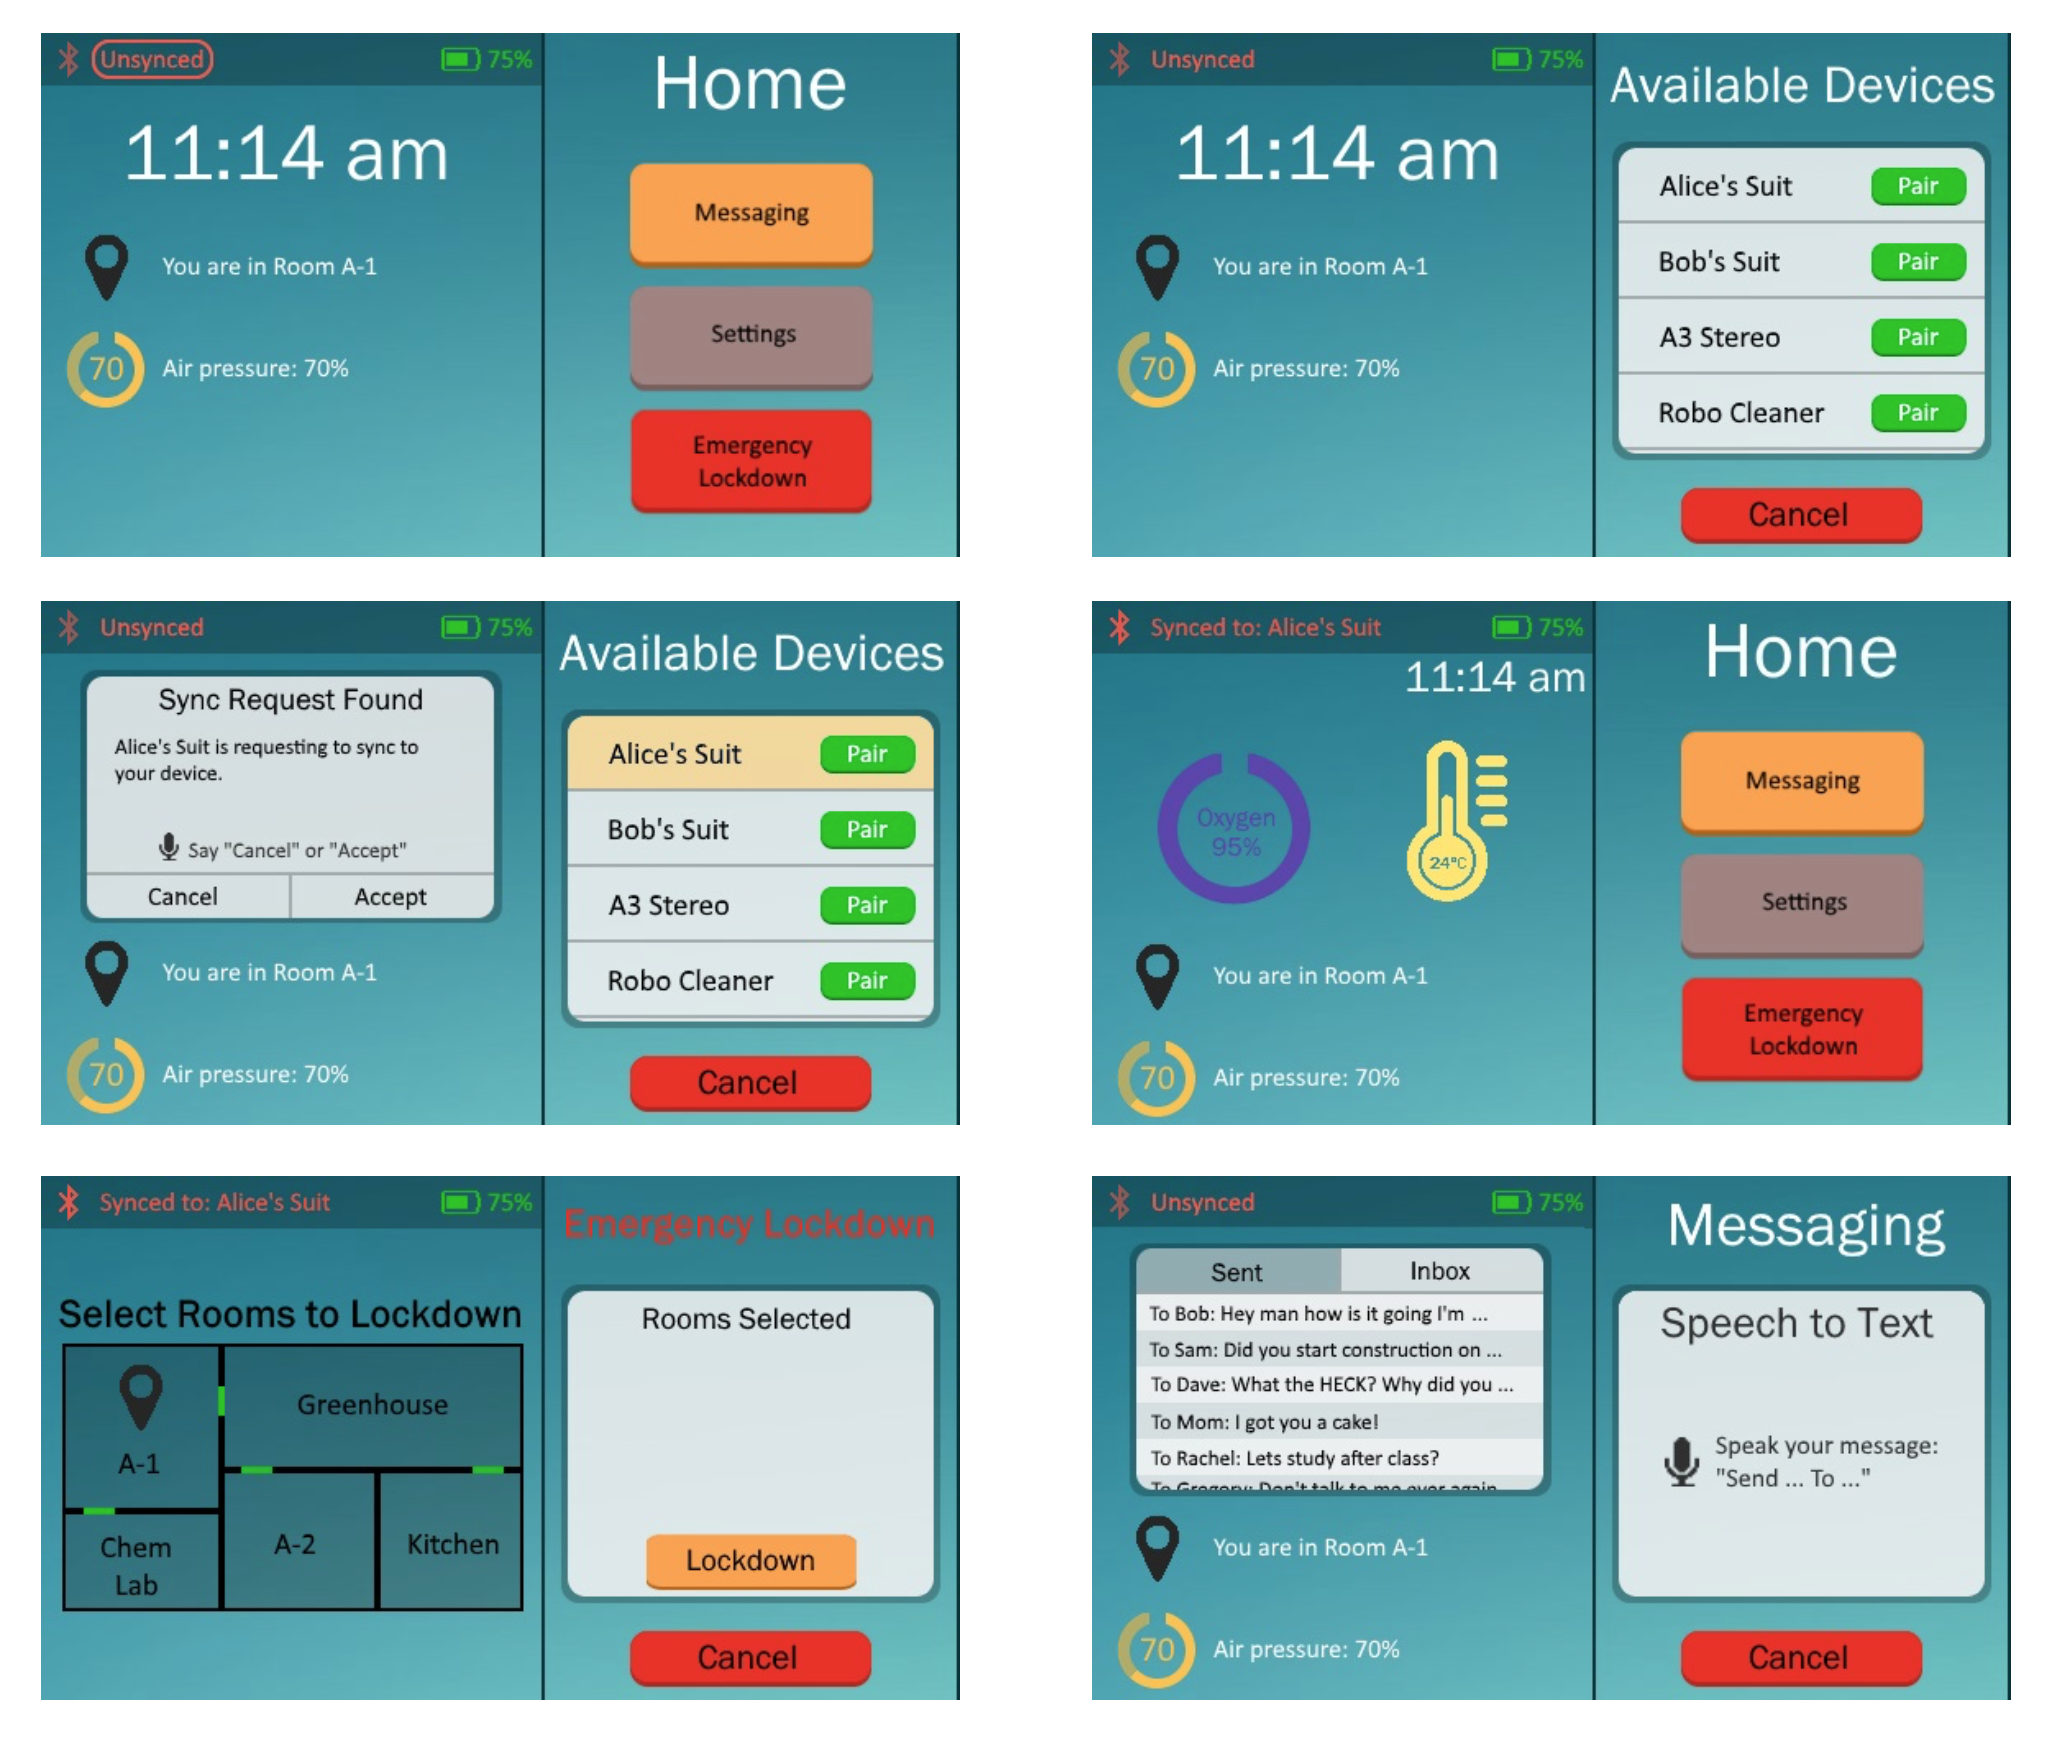 Unsynced
75%
11:14 am
You are in Room A-1
70
Air pressure: 70%
Home
Messaging
Settings
Emergency
Lockdown
Unsynced
75%
11:14 am
You are in Room A-1
70
Air pressure: 70%
Available Devices
Alice's Suit Pair
Bob's Suit Pair
A3 Stereo Pair
Robo Cleaner Pair
Cancel
Unsynced
75%
Sync Request Found
Alice's Suit is requesting to sync to
your device.
Say "Cancel" or "Accept"
Cancel Accept
You are in Room A-1
70
Air pressure: 70%
Available Devices
Alice's Suit Pair
Bob's Suit Pair
A3 Stereo Pair
Robo Cleaner Pair
Cancel
Synced to: Alice's Suit
75%
11:14 am
Oxygen
95%
24°C
You are in Room A-1
70
Air pressure: 70%
Home
Messaging
Settings
Emergency
Lockdown
Synced to: Alice's Suit
75%
Select Rooms to Lockdown
A-1
Greenhouse
Chem
Lab
A-2
Kitchen
Emergency Lockdown
Rooms Selected
Lockdown
Cancel
Unsynced
75%
Sent Inbox
To Bob: Hey man how is it going I'm ...
To Sam: Did you start construction on ...
To Dave: What the HECK? Why did you ...
To Mom: I got you a cake!
To Rachel: Lets study after class?
To Gregory: Don't talk to me ever again
You are in Room A-1
70
Air pressure: 70%
Messaging
Speech to Text
Speak your message:
"Send ... To ..."
Cancel